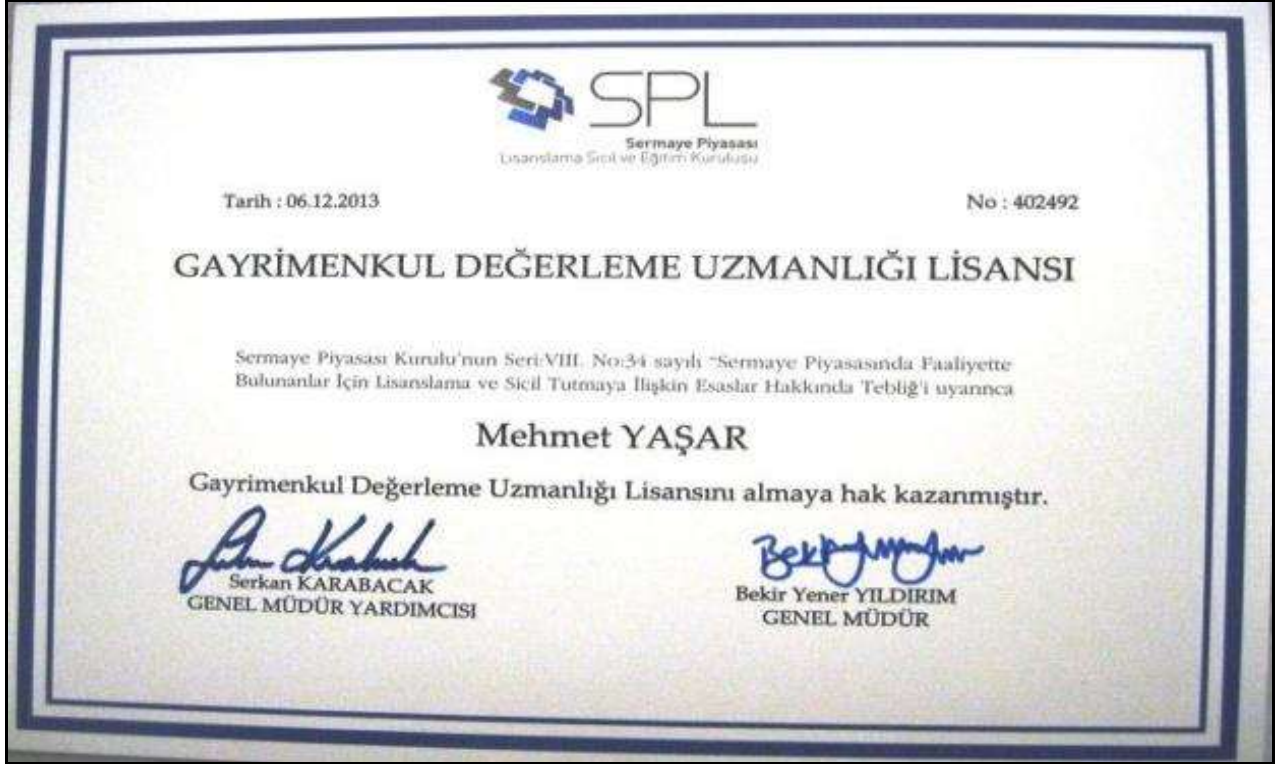 SPL
Sermaye Piyasası
Lisanslama Sicil ve Eğitim Kuruluşu
Tarih : 06.12.2013
No : 402492
GAYRİMENKUL DEĞERLEME UZMANLIĞI LİSANSI
Sermaye Piyasası Kurulu'nun Seri:VIII. No:34 sayılı "Sermaye Piyasasında Faaliyette
Bulunanlar İçin Lisanslama ve Sicil Tutmaya İlişkin Esaslar Hakkında Tebliğ'i uyarınca
Mehmet YAŞAR
Gayrimenkul Değerleme Uzmanlığı Lisansını almaya hak kazanmıştır.
Serkan KARABACAK
GENEL MÜDÜR YARDIMCISI
Bekir Yener YILDIRIM
GENEL MÜDÜR